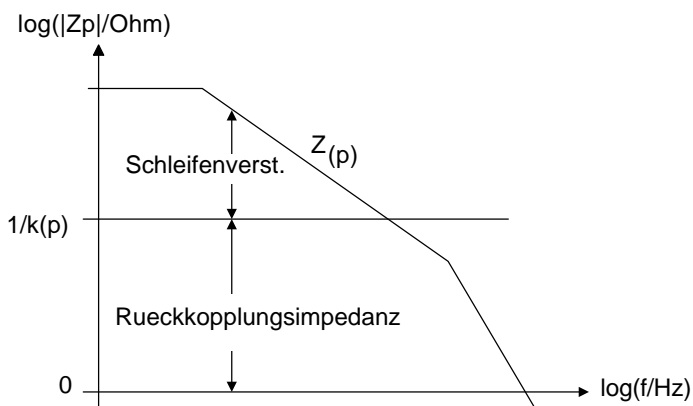 log(|Zp|/Ohm)
Z(p)
Schleifenverst.
1/k(p)
Rueckkopplungsimpedanz
0
log(f/Hz)